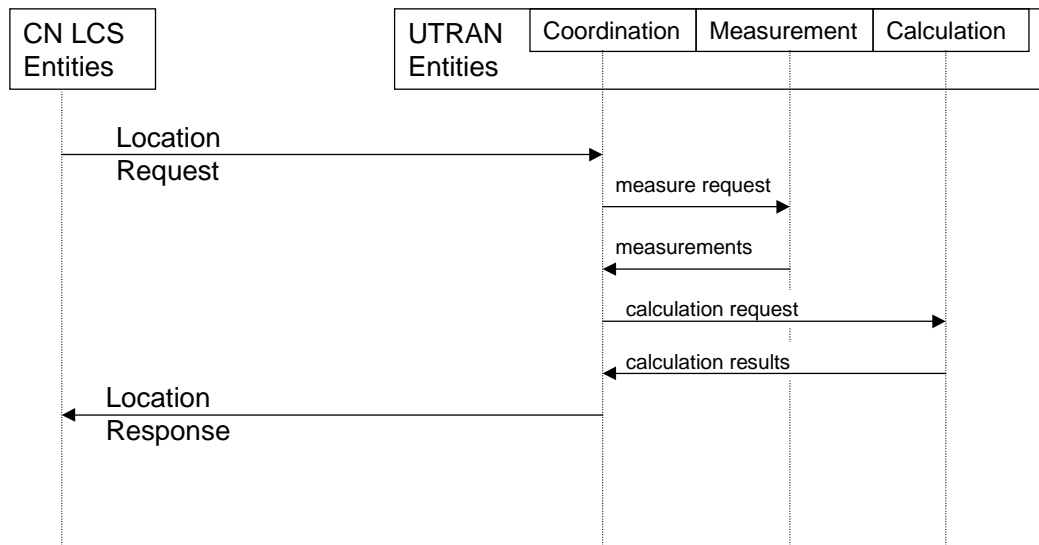 CN LCS
Entities
UTRAN
Entities
Coordination
Measurement
Calculation
Location
Request
measure request
measurements
calculation request
calculation results
Location
Response